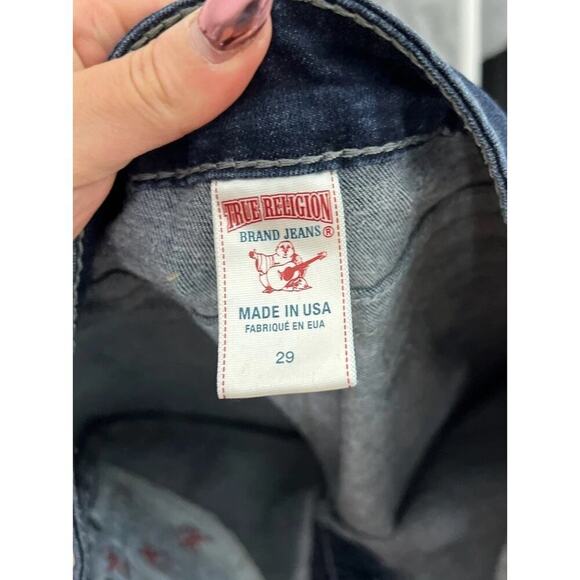 TRUE RELIGION
BRAND JEANS ®
MADE IN USA
FABRIQUÉ EN EUA
29